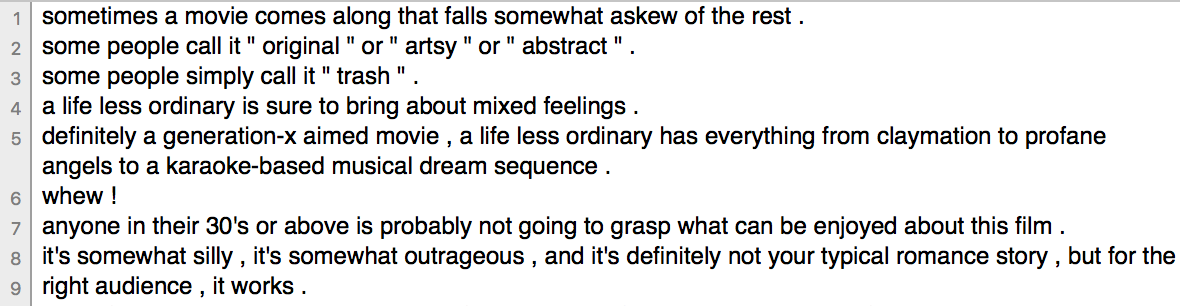 1 sometimes a movie comes along that falls somewhat askew of the rest .
2 some people call it " original " or " artsy " or " abstract " .
3 some people simply call it " trash " .
4 a life less ordinary is sure to bring about mixed feelings .
5 definitely a generation-x aimed movie , a life less ordinary has everything from claymation to profane
angels to a karaoke-based musical dream sequence .
6 whew !
7 anyone in their 30's or above is probably not going to grasp what can be enjoyed about this film .
8 it's somewhat silly , it's somewhat outrageous , and it's definitely not your typical romance story , but for the
9 right audience , it works .